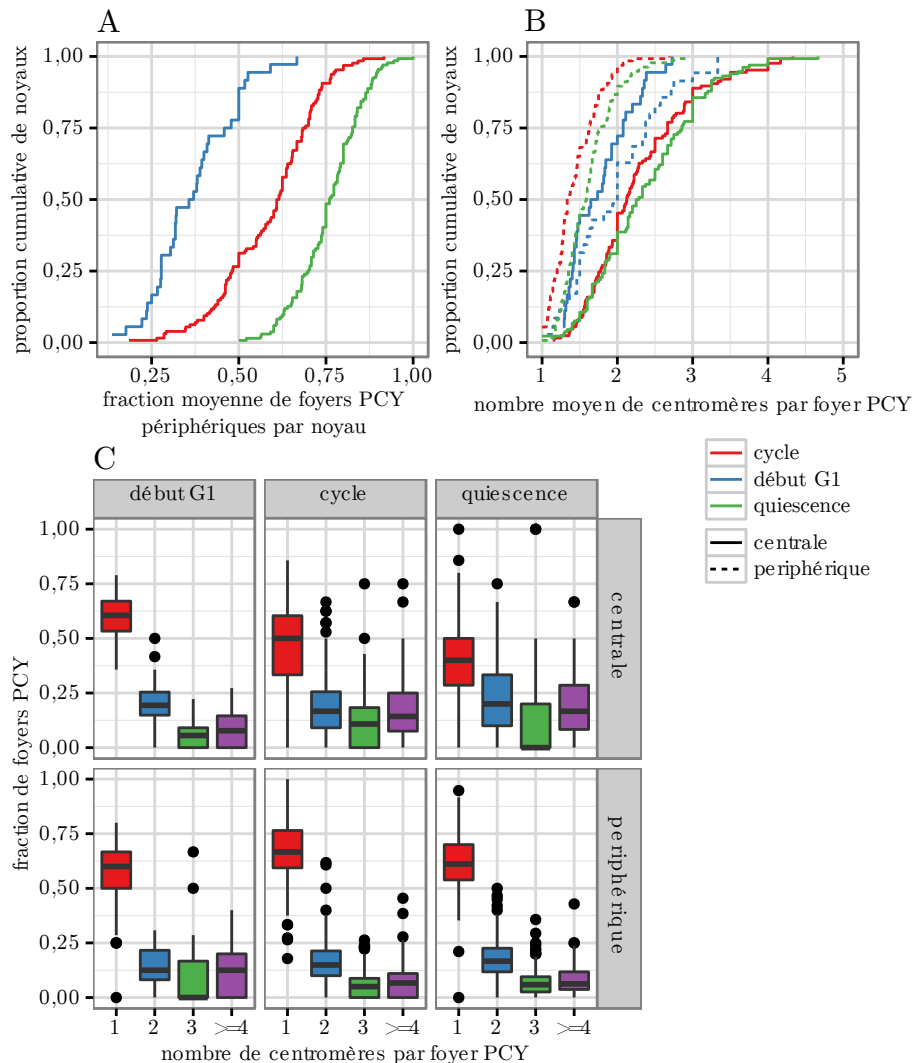 A
B
proportion cumulative de noyaux
1,00
0,75
0,50
0,25
0,00
0,25
0,50
0,75
1,00
fraction moyenne de foyers PCY
périphériques par noyau
proportion cumulative de noyaux
1,00
0,75
0,50
0,25
0,00
1
2
3
4
5
nombre moyen de centromères par foyer PCY
cycle
début G1
quiescence
centrale
periphérique
C
début G1
cycle
quiescence
fraction de foyers PCY
1,00
0,75
0,50
0,25
0,00
centrale
1,00
0,75
0,50
0,25
0,00
periphérique
1
2
3
>=4
1
2
3
>=4
1
2
3
>=4
nombre de centromères par foyer PCY